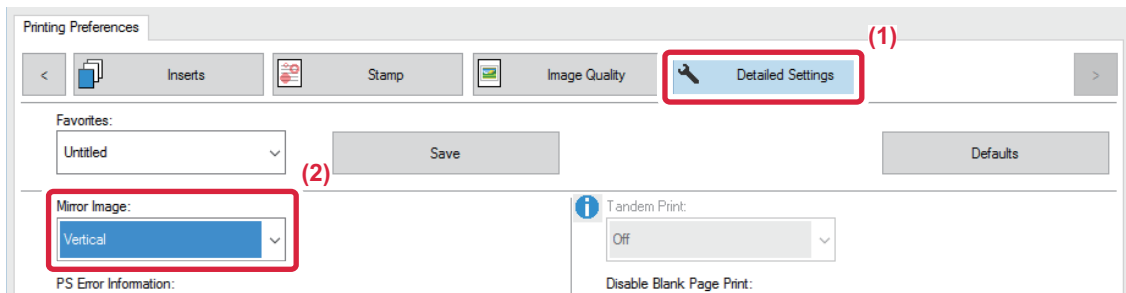 Printing Preferences
(1)
< Inserts Stamp Image Quality Detailed Settings >
Favorites:
Untitled Save Defaults
(2)
Mirror Image: Tandem Print:
Vertical Off
PS Error Information: Disable Blank Page Print: